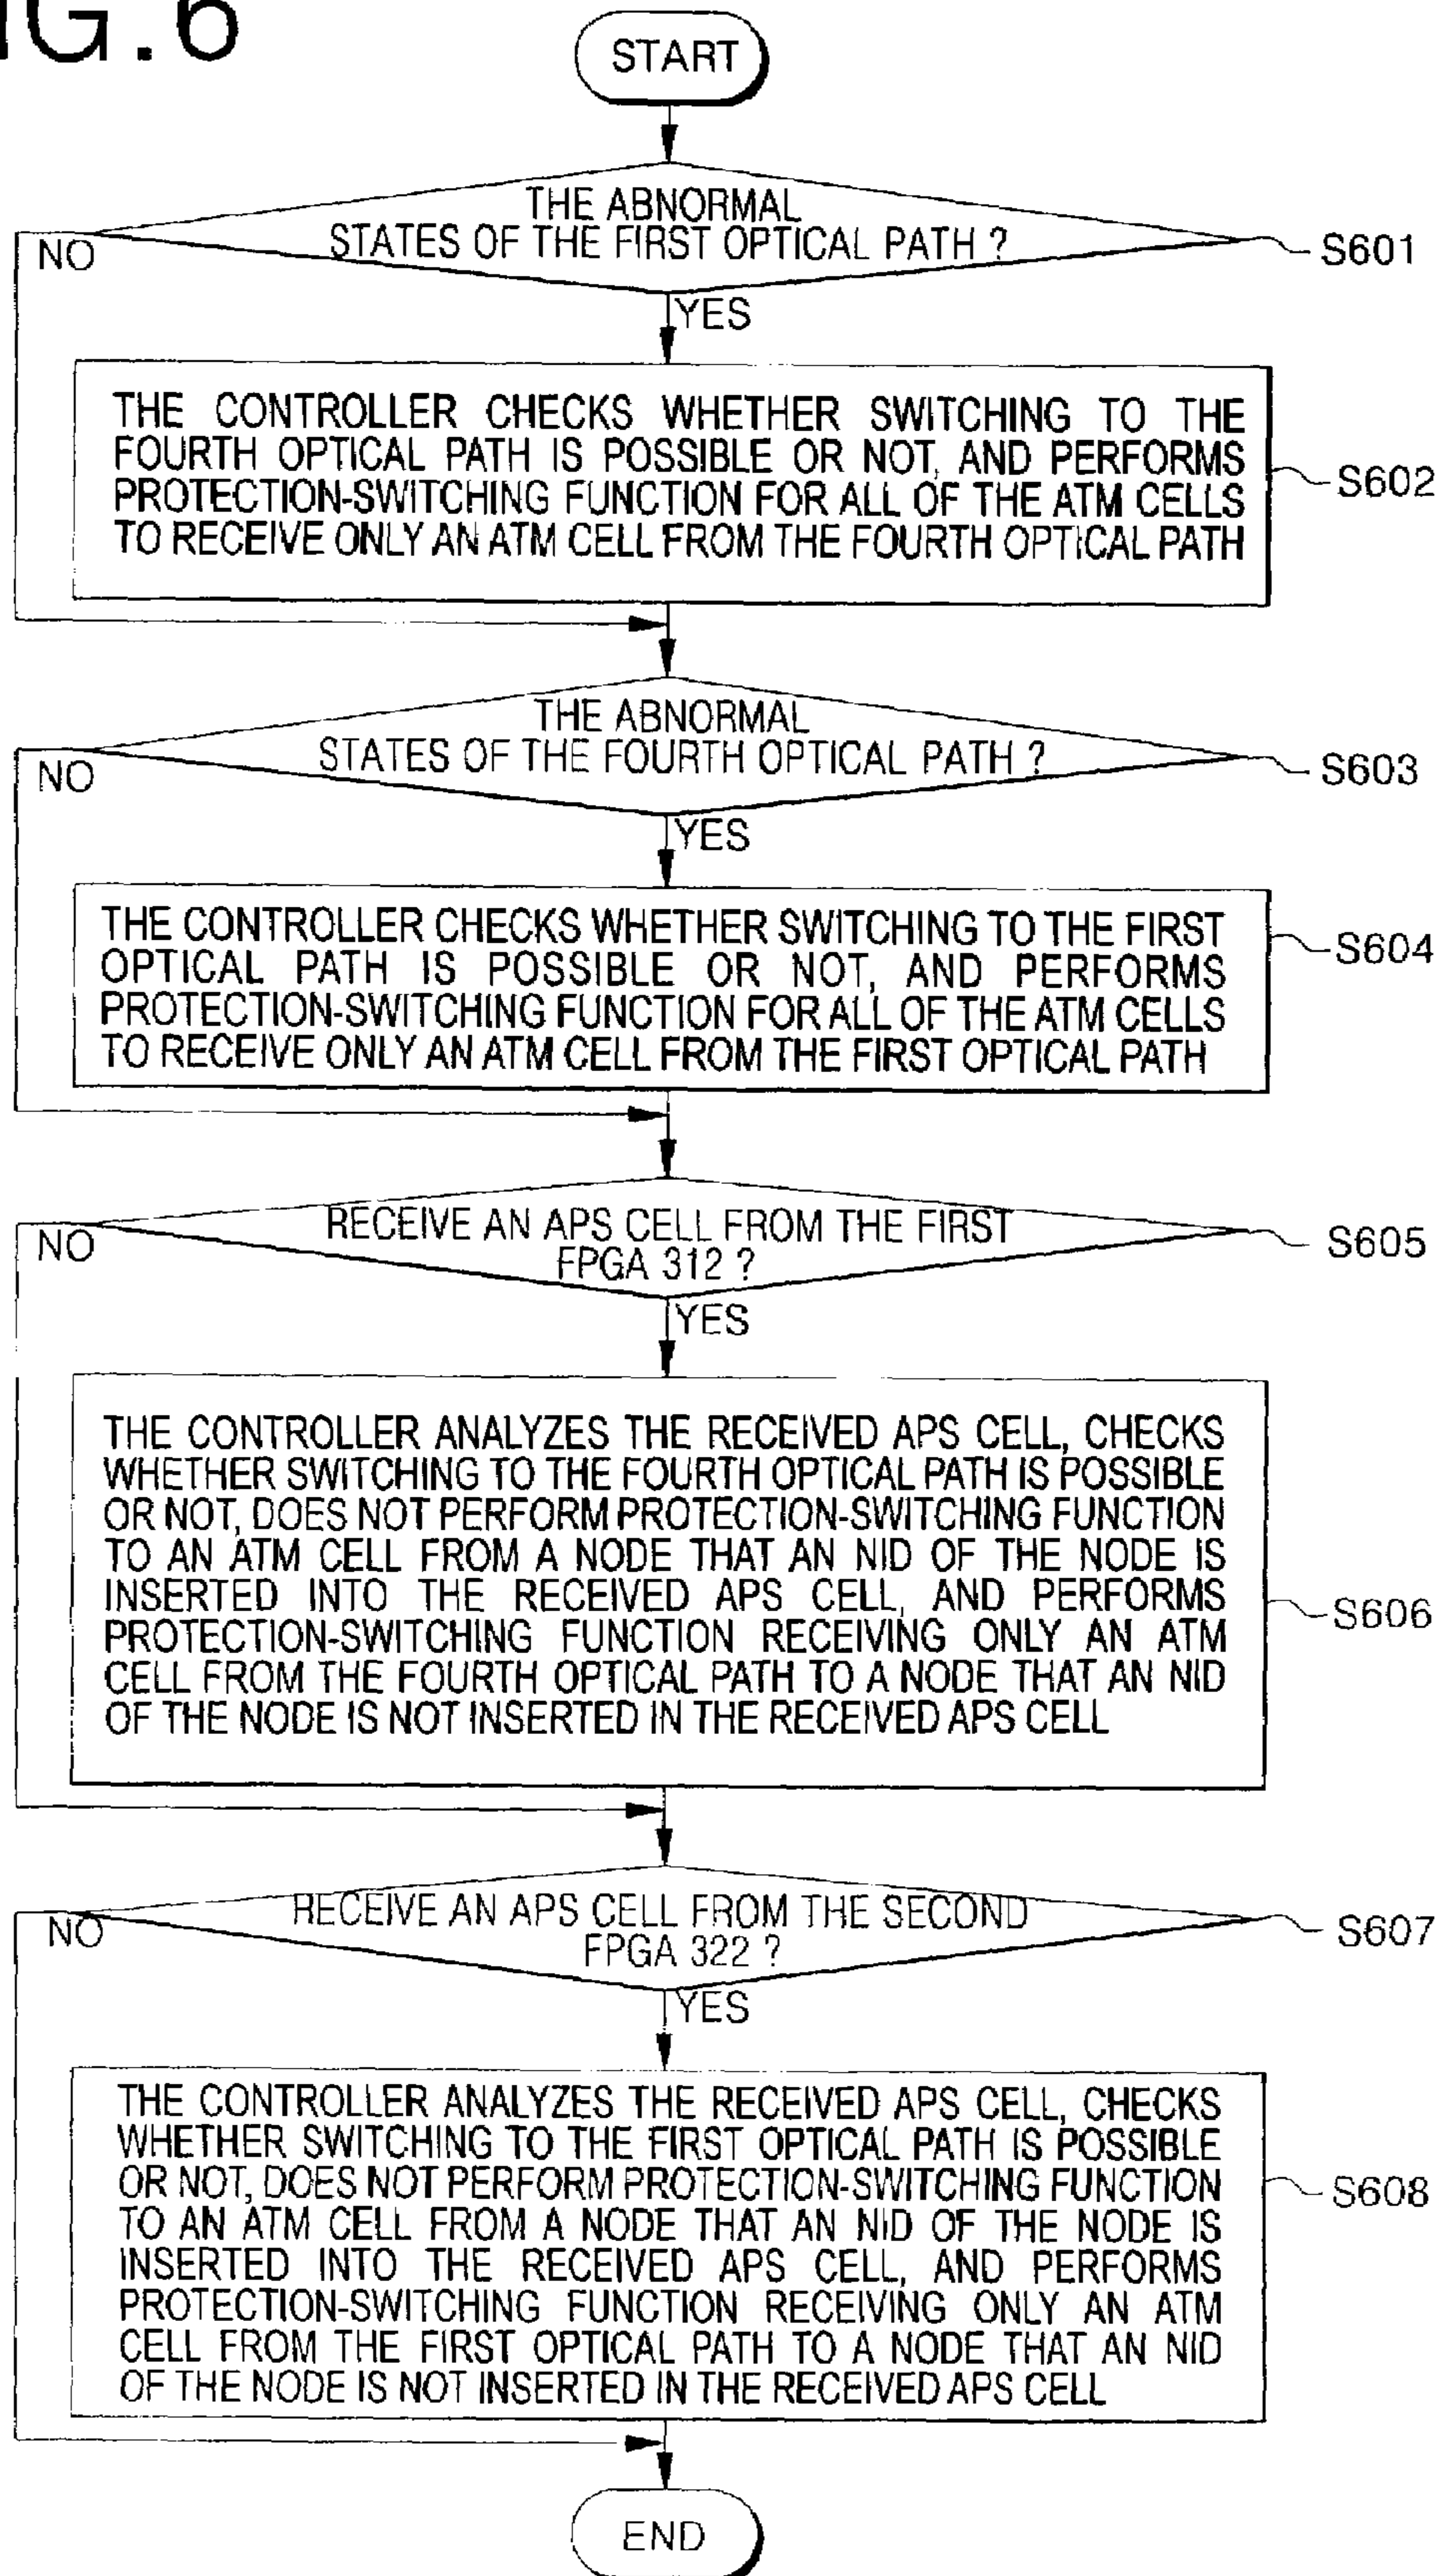 IG.6
START
THE ABNORMAL
STATES OF THE FIRST OPTICAL PATH ?
NO
S601
YES
THE CONTROLLER CHECKS WHETHER SWITCHING TO THE
FOURTH OPTICAL PATH IS POSSIBLE OR NOT, AND PERFORMS
PROTECTION-SWITCHING FUNCTION FOR ALL OF THE ATM CELLS
TO RECEIVE ONLY AN ATM CELL FROM THE FOURTH OPTICAL PATH
S602
THE ABNORMAL
STATES OF THE FOURTH OPTICAL PATH ?
NO
S603
YES
THE CONTROLLER CHECKS WHETHER SWITCHING TO THE FIRST
OPTICAL PATH IS POSSIBLE OR NOT, AND PERFORMS
PROTECTION-SWITCHING FUNCTION FOR ALL OF THE ATM CELLS
TO RECEIVE ONLY AN ATM CELL FROM THE FIRST OPTICAL PATH
S604
RECEIVE AN APS CELL FROM THE FIRST
FPGA 312 ?
NO
S605
YES
THE CONTROLLER ANALYZES THE RECEIVED APS CELL, CHECKS
WHETHER SWITCHING TO THE FOURTH OPTICAL PATH IS POSSIBLE
OR NOT, DOES NOT PERFORM PROTECTION-SWITCHING FUNCTION
TO AN ATM CELL FROM A NODE THAT AN NID OF THE NODE IS
INSERTED INTO THE RECEIVED APS CELL, AND PERFORMS
PROTECTION-SWITCHING FUNCTION RECEIVING ONLY AN ATM
CELL FROM THE FOURTH OPTICAL PATH TO A NODE THAT AN NID
OF THE NODE IS NOT INSERTED IN THE RECEIVED APS CELL
S606
RECEIVE AN APS CELL FROM THE SECOND
FPGA 322 ?
NO
S607
YES
THE CONTROLLER ANALYZES THE RECEIVED APS CELL, CHECKS
WHETHER SWITCHING TO THE FIRST OPTICAL PATH IS POSSIBLE
OR NOT, DOES NOT PERFORM PROTECTION-SWITCHING FUNCTION
TO AN ATM CELL FROM A NODE THAT AN NID OF THE NODE IS
INSERTED INTO THE RECEIVED APS CELL, AND PERFORMS
PROTECTION-SWITCHING FUNCTION RECEIVING ONLY AN ATM
CELL FROM THE FIRST OPTICAL PATH TO A NODE THAT AN NID
OF THE NODE IS NOT INSERTED IN THE RECEIVED APS CELL
S608
END